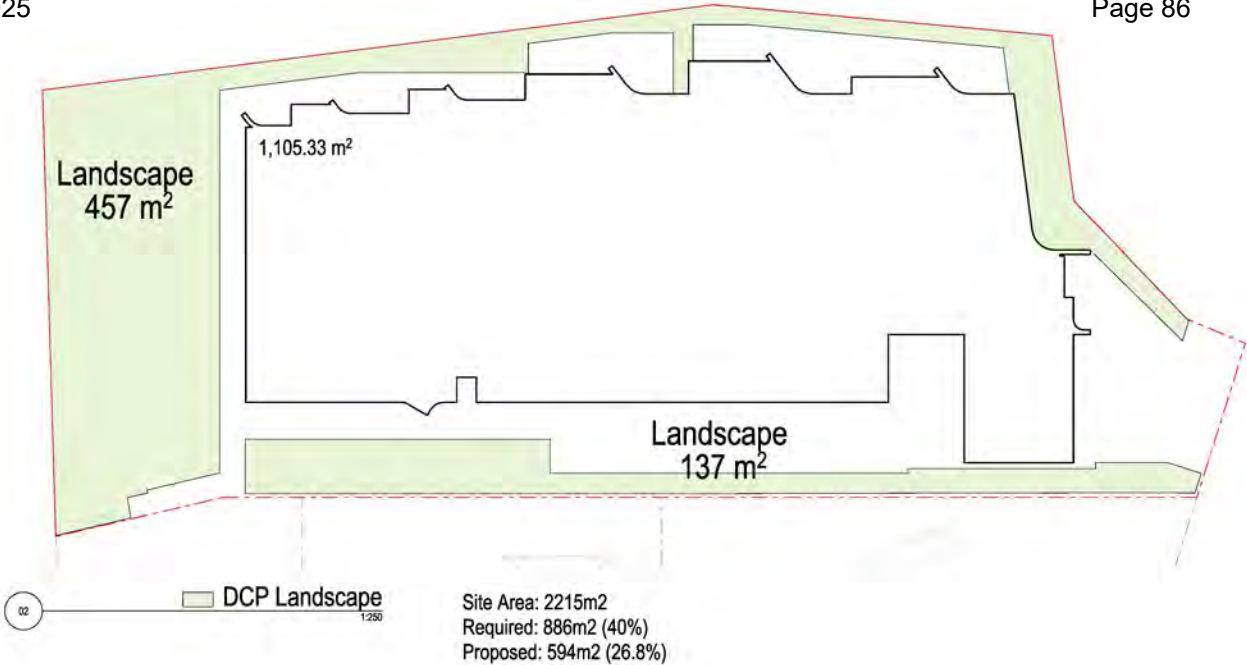 25
Page 86
1,105.33 m²
Landscape
457 m²
Landscape
137 m²
02
DCP Landscape
1:250
Site Area: 2215m2
Required: 886m2 (40%)
Proposed: 594m2 (26.8%)